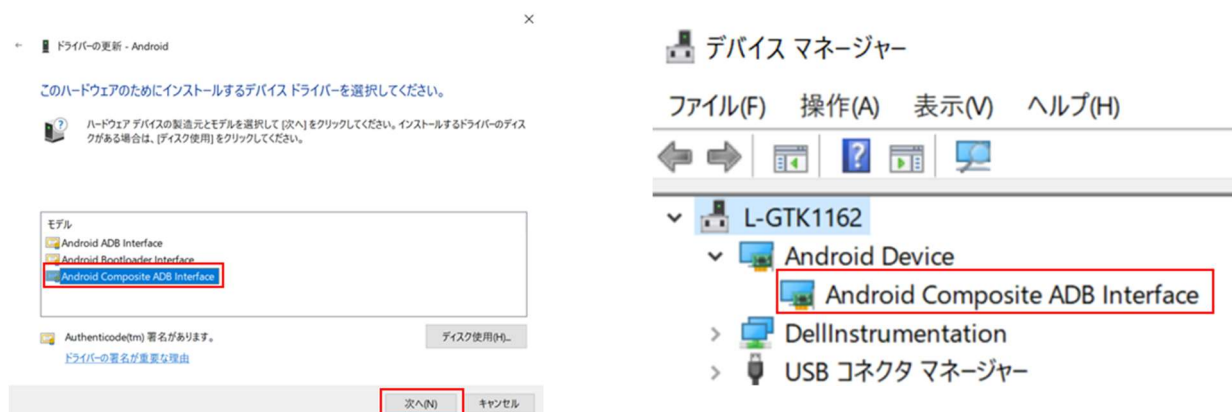 ドライバーの更新 - Android
このハードウェアのためにインストールするデバイス ドライバーを選択してください。
ハードウェア デバイスの製造元とモデルを選択して [次へ] をクリックしてください。インストールするドライバーのディス
クがある場合は、[ディスク使用] をクリックしてください。
モデル
Android ADB Interface
Android Bootloader Interface
Android Composite ADB Interface
Authenticode(tm) 署名があります。
ディスク使用(H)...
ドライバーの署名が重要な理由
次へ(N)
キャンセル
デバイス マネージャー
ファイル(F) 操作(A) 表示(V) ヘルプ(H)
L-GTK1162
Android Device
Android Composite ADB Interface
DellInstrumentation
USB コネクタ マネージャー